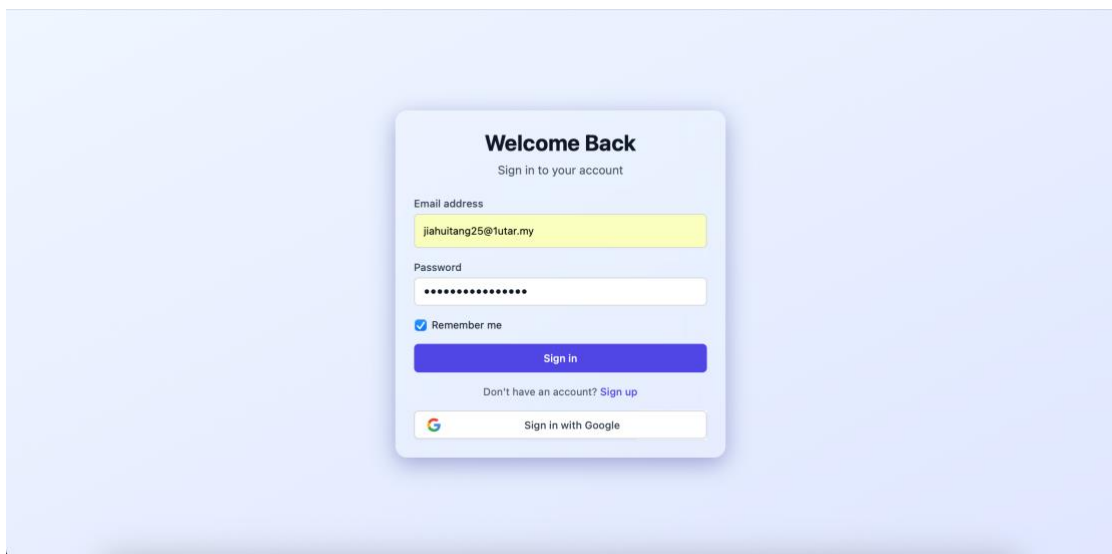 Welcome Back
Sign in to your account
Email address
jiahuitang25@1utar.my
Password
••••••••••••••••
Remember me
Sign in
Don't have an account? Sign up
Sign in with Google